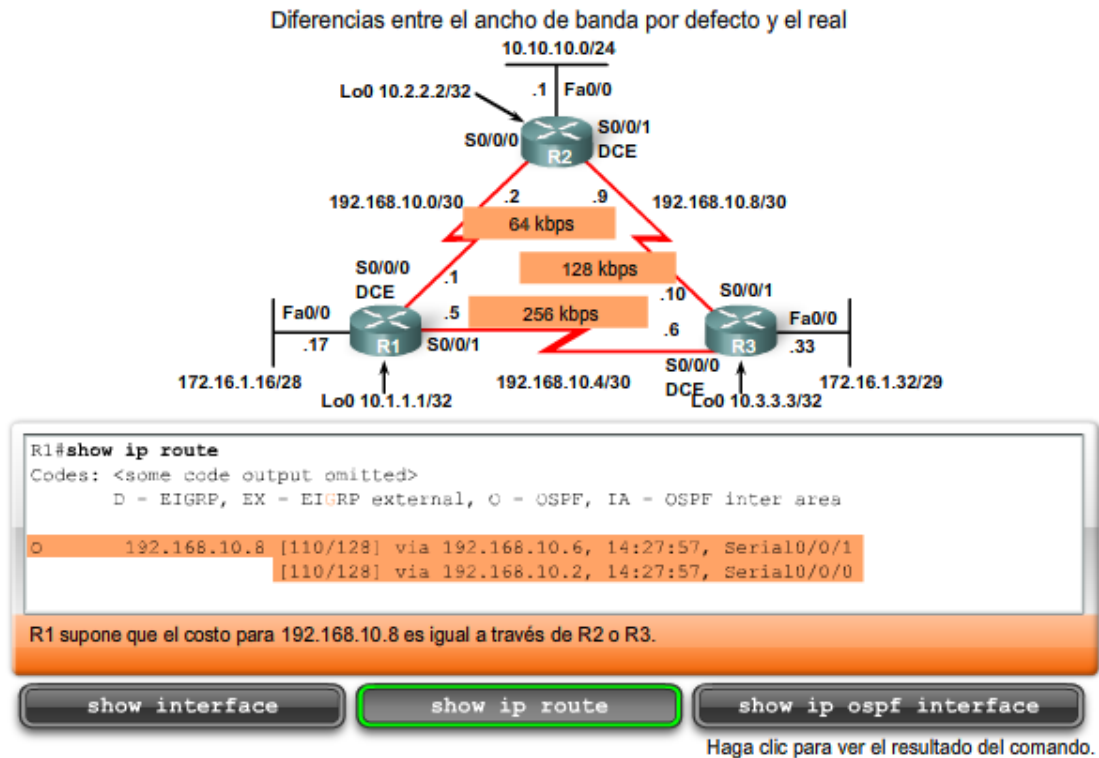 Diferencias entre el ancho de banda por defecto y el real
10.10.10.0/24
Lo0 10.2.2.2/32
.1
Fa0/0
S0/0/0
S0/0/1
DCE
R2
192.168.10.0/30
.2
.9
192.168.10.8/30
64 kbps
128 kbps
S0/0/0
DCE
.1
.10
S0/0/1
Fa0/0
.5
256 kbps
.6
Fa0/0
.17
R1
S0/0/1
R3
.33
172.16.1.16/28
192.168.10.4/30
S0/0/0
DCE
172.16.1.32/29
Lo0 10.1.1.1/32
Lo0 10.3.3.3/32
R1#show ip route
Codes: <some code output omitted>
D - EIGRP, EX - EIGRP external, O - OSPF, IA - OSPF inter area
O 192.168.10.8 [110/128] via 192.168.10.6, 14:27:57, Serial0/0/1
[110/128] via 192.168.10.2, 14:27:57, Serial0/0/0
R1 supone que el costo para 192.168.10.8 es igual a través de R2 o R3.
show interface
show ip route
show ip ospf interface
Haga clic para ver el resultado del comando.